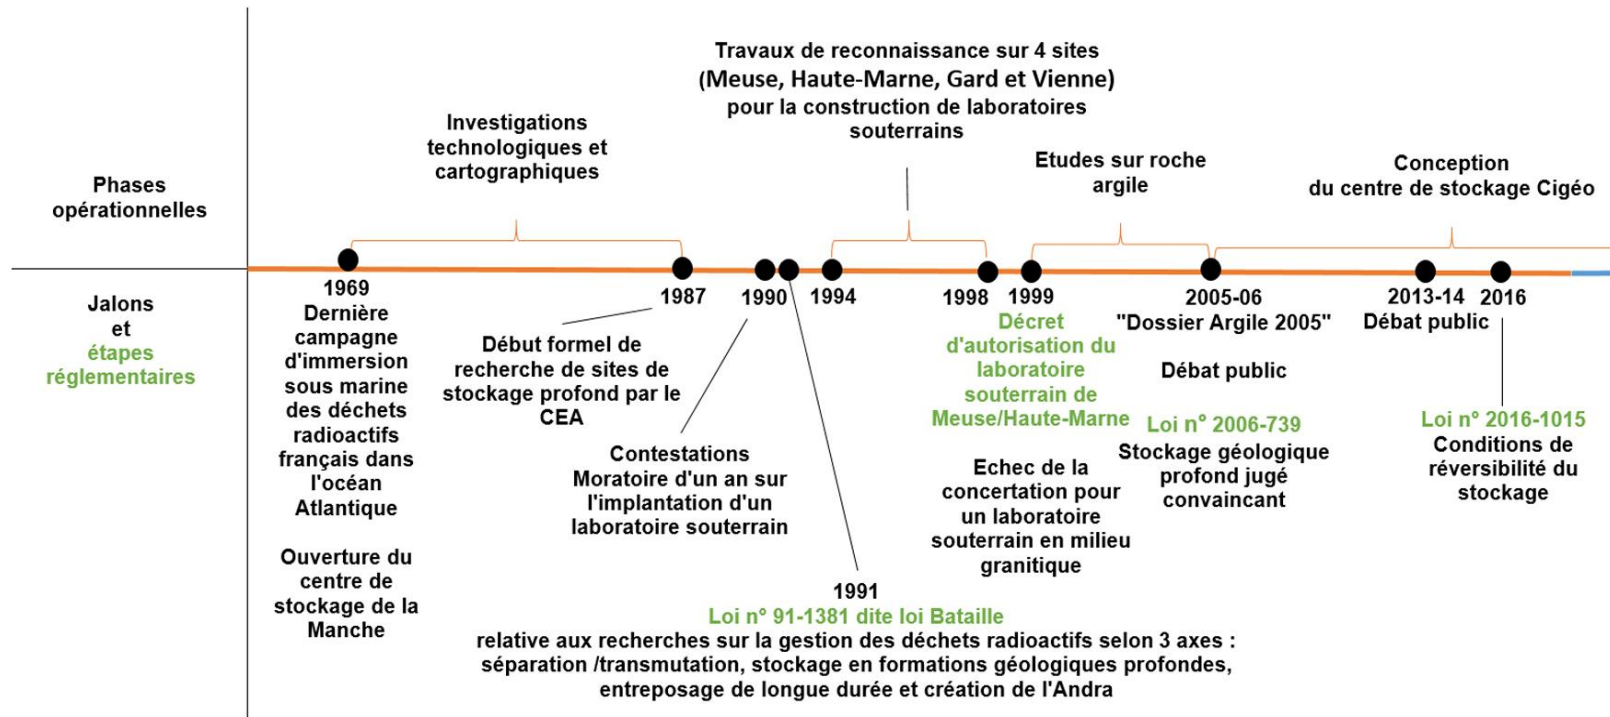 Phases
opérationnelles
Investigations
technologiques et
cartographiques
Travaux de reconnaissance sur 4 sites
(Meuse, Haute-Marne, Gard et Vienne)
pour la construction de laboratoires
souterrains
Etudes sur roche
argile
Conception
du centre de stockage Cigéo
Jalons
et
étapes
réglementaires
1969
Dernière
campagne
d'immersion
sous marine
des déchets
radioactifs
français dans
l'océan
Atlantique
Ouverture du
centre de
stockage de la
Manche
1987
Début formel de
recherche de sites de
stockage profond par le
CEA
1990
Contestations
Moratoire d'un an sur
l'implantation d'un
laboratoire souterrain
1991
Loi n° 91-1381 dite loi Bataille
relative aux recherches sur la gestion des déchets radioactifs selon 3 axes :
séparation /transmutation, stockage en formations géologiques profondes,
entreposage de longue durée et création de l'Andra
1994
1998
1999
Décret
d'autorisation du
laboratoire
souterrain de
Meuse/Haute-Marne
Echec de la
concertation pour
un laboratoire
souterrain en milieu
granitique
2005-06
"Dossier Argile 2005"
Débat public
Loi n° 2006-739
Stockage géologique
profond jugé
convaincant
2013-14
Débat public
2016
Loi n° 2016-1015
Conditions de
réversibilité du
stockage